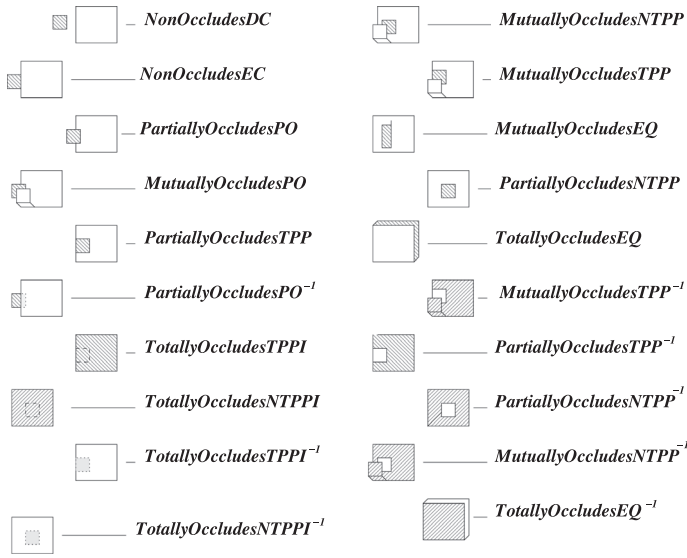 NonOccludesDC
NonOccludesEC
PartiallyOccludesPO
MutuallyOccludesPO
PartiallyOccludesTPP
PartiallyOccludesPO⁻¹
TotallyOccludesTPPI
TotallyOccludesNTPPI
TotallyOccludesTPPI⁻¹
TotallyOccludesNTPPI⁻¹
MutuallyOccludesNTPP
MutuallyOccludesTPP
MutuallyOccludesEQ
PartiallyOccludesNTPP
TotallyOccludesEQ
MutuallyOccludesTPP⁻¹
PartiallyOccludesTPP⁻¹
PartiallyOccludesNTPP⁻¹
MutuallyOccludesNTPP⁻¹
TotallyOccludesEQ⁻¹